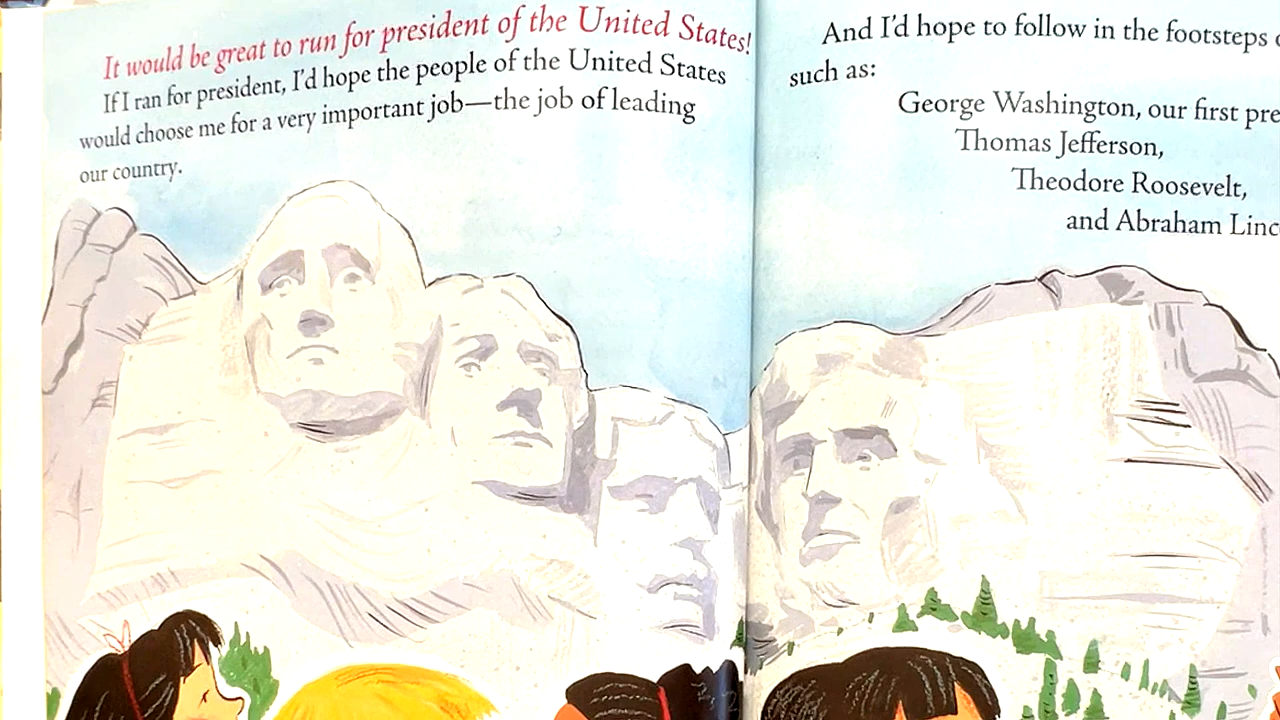 It would be great to run for president of the United States!
If I ran for president, I'd hope the people of the United States
would choose me for a very important job—the job of leading
our country.
And I'd hope to follow in the footsteps
such as:
George Washington, our first
Thomas Jefferson,
Theodore Roosevelt,
and Abraham